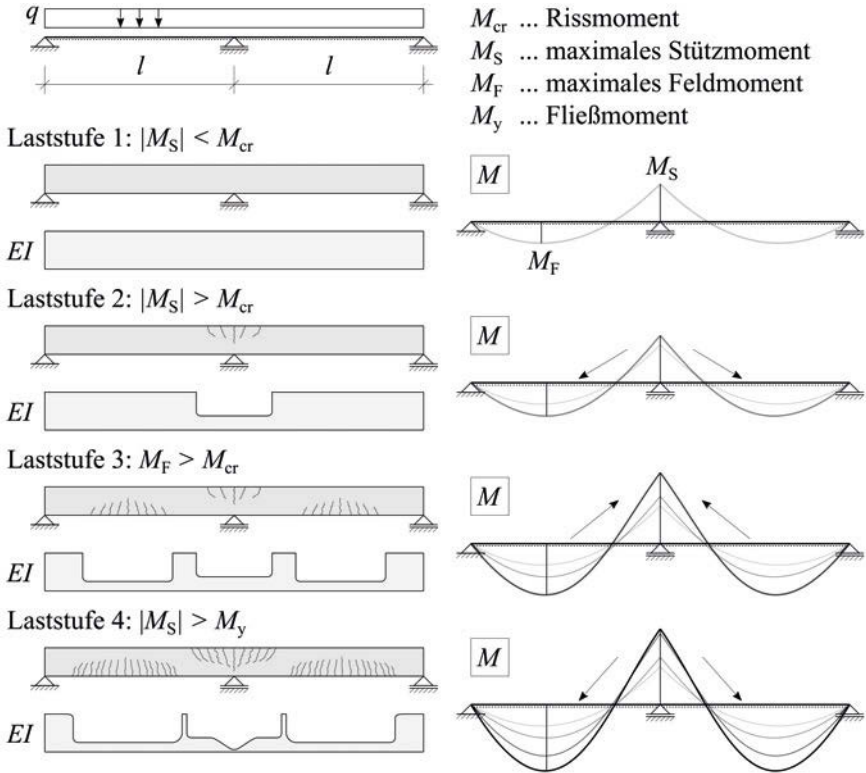 q
l l
M_cr ... Rissmoment
M_S ... maximales Stützmoment
M_F ... maximales Feldmoment
M_y ... Fließmoment
Laststufe 1: |M_S| < M_cr
M
M_S
M_F
EI
Laststufe 2: |M_S| > M_cr
M
EI
Laststufe 3: M_F > M_cr
M
EI
Laststufe 4: |M_S| > M_y
M
EI